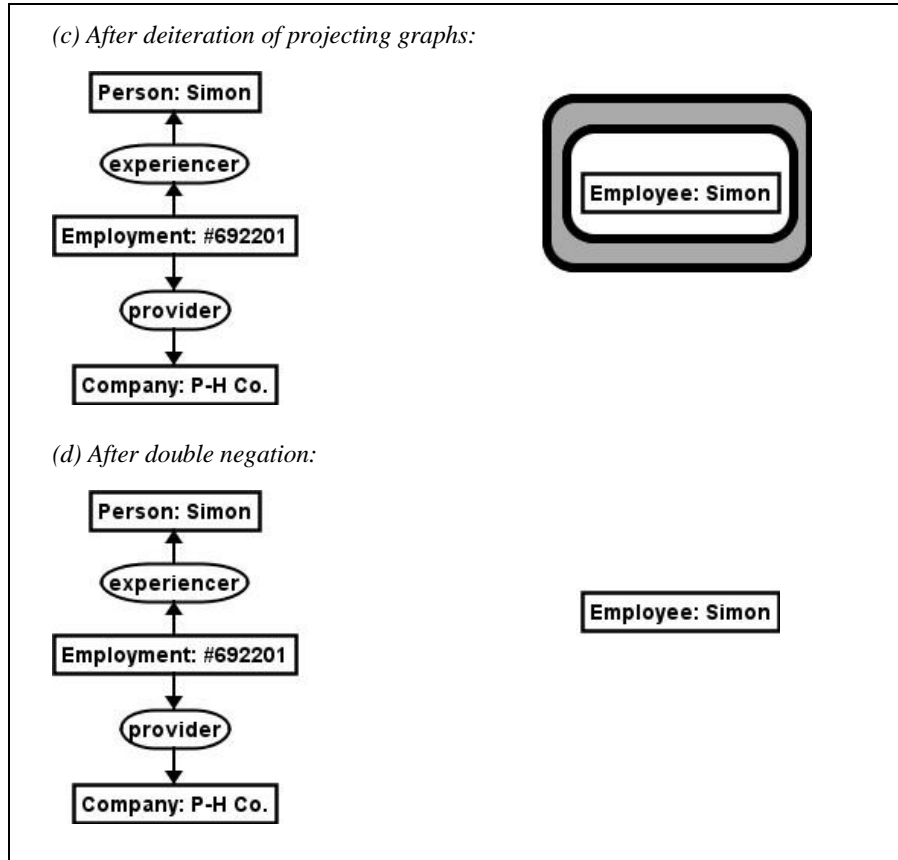 (c) After deiteration of projecting graphs:
Person: Simon
experiencer
Employment: #692201
provider
Company: P-H Co.
Employee: Simon
(d) After double negation:
Person: Simon
experiencer
Employment: #692201
provider
Company: P-H Co.
Employee: Simon